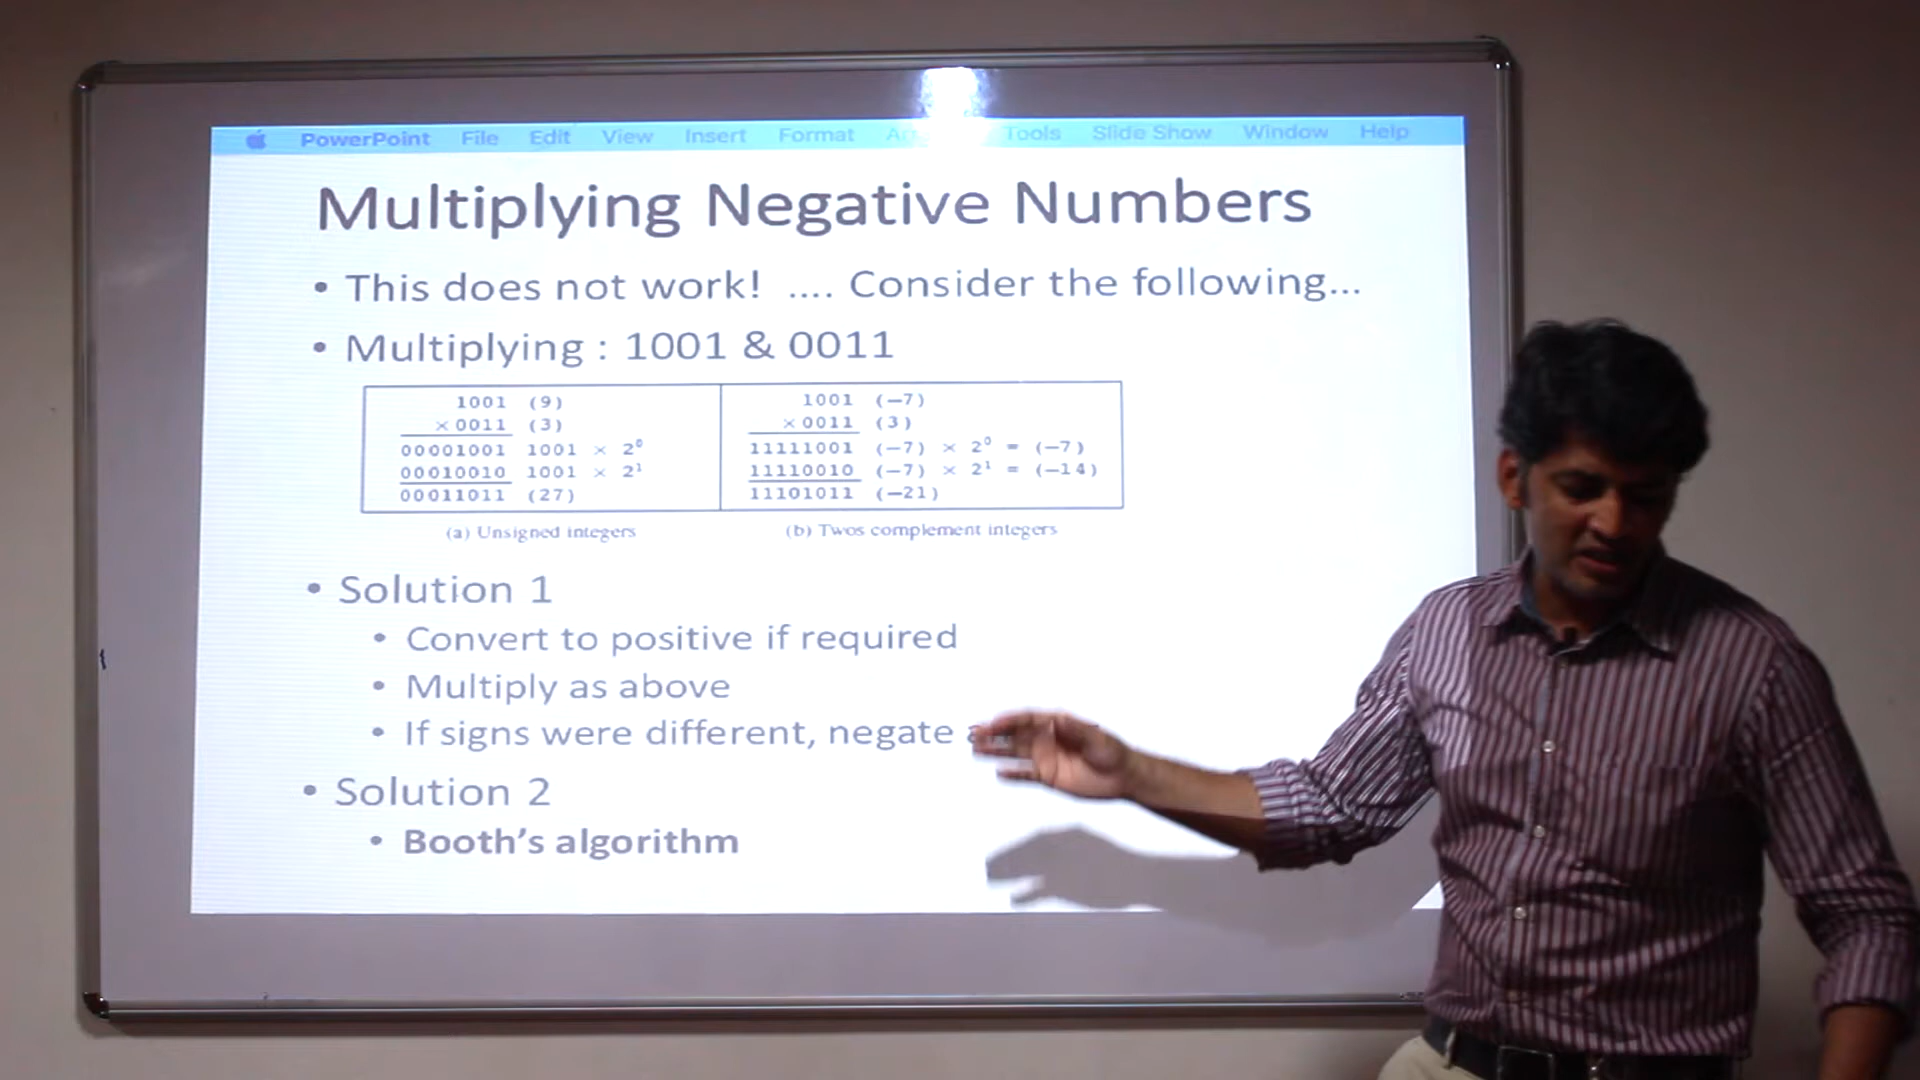 PowerPoint File Edit View Insert Format Tools Slide Show Window Help
Multiplying Negative Numbers
• This does not work! .... Consider the following...
• Multiplying : 1001 & 0011
1001 (9)
×0011 (3)
00001001 1001 × 2⁰
00010010 1001 × 2¹
00011011 (27)
(a) Unsigned integers
1001 (−7)
×0011 (3)
11111001 (−7) × 2⁰ = (−7)
11110010 (−7) × 2¹ = (−14)
11101011 (−21)
(b) Twos complement integers
• Solution 1
• Convert to positive if required
• Multiply as above
• If signs were different, negate
• Solution 2
• Booth's algorithm